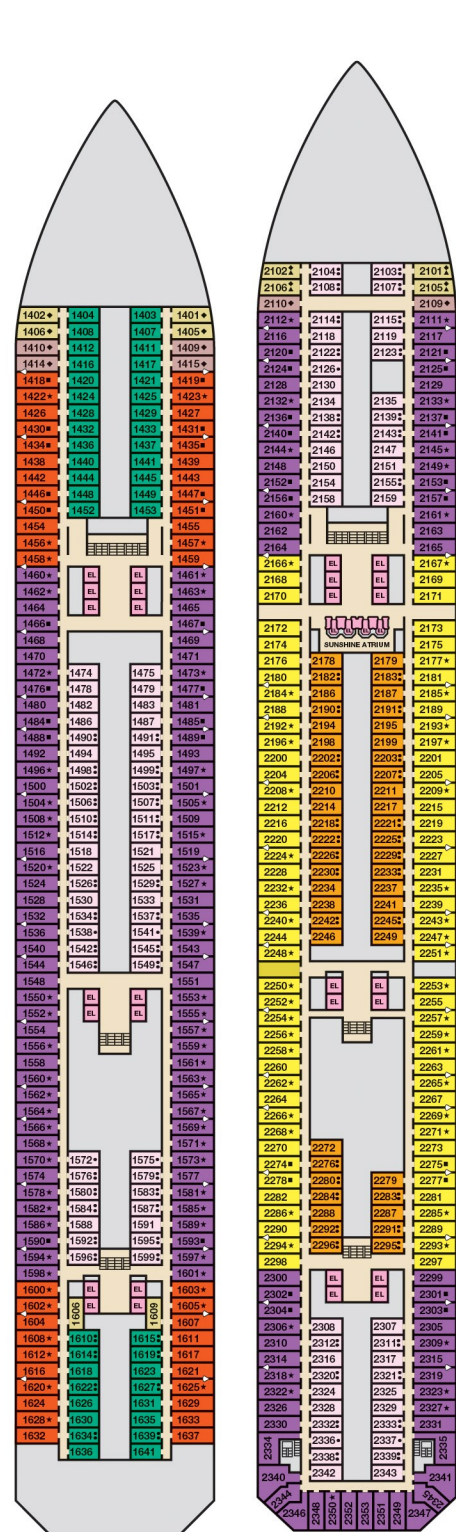 1402◆ 1404 1403 1401◆
1406◆ 1408 1407 1405◆
1410◆ 1412 1411 1409◆
1414◆ 1416 1417 1415◆
1418■ 1420 1421 1419■
1422★ 1424 1425 1423★
1426 1428 1429 1427
1430■ 1432 1433 1431■
1434■ 1436 1437 1435■
1438 1440 1441 1439
1442 1444 1445 1443
1446■ 1448 1449 1447■
1450■ 1452 1453 1451■
1454 1455
1456★ 1457★
1458★ 1459
1460★ EL EL 1461★
1462★ EL EL 1463★
1464 EL EL 1465
1466■ 1467■
1468 1469
1470 1471
1472★ 1474 1475 1473★
1476■ 1478 1479 1477■
1480 1482 1483 1481
1484■ 1486 1487 1485■
1488■ 1490 1491 1489■
1492 1494 1495 1493
1496★ 1498 1499 1497★
1500 1502 1503 1501
1504★ 1506 1507 1505★
1508★ 1510 1511 1509
1512★ 1514 1517 1515★
1516 1518 1521 1519
1520★ 1522 1525 1523★
1524 1526 1529 1527★
1528 1530 1533 1531
1532 1534 1537 1535
1536 1538• 1541• 1539★
1540 1542 1545 1543
1544 1546 1549 1547
1548 1551
1550★ EL EL 1553★
1552★ EL EL 1555★
1554 1557★
1556★ 1559★
1558 1561★
1560★ 1563★
1562★ 1565★
1564★ 1567★
1566★ 1569★
1568★ 1571★
1570★ 1572• 1575• 1573★
1574 1576 1579 1577
1578★ 1580 1583 1581★
1582★ 1584 1587 1585★
1586★ 1588 1591 1589★
1590■ 1592 1595 1593■
1594★ 1596 1599 1597★
1598★ 1601★
1600★ EL EL 1603★
1602★ 1606 EL EL 1609 1605★
1604 1607
1608★ 1610 1615 1611
1612★ 1614 1619 1617
1616 1618 1623 1621
1620★ 1622 1627 1625★
1624 1626 1631 1629
1628★ 1630 1635 1633
1632 1634 1639 1637
1636 1641
2102 2104 2103 2101
2106 2108 2107 2105
2110◆ 2109◆
2112★ 2114 2115 2111★
2116 2118 2119 2117
2120■ 2122 2123 2121■
2124■ 2126• 2125■
2128 2130 2129
2132★ 2134 2135 2133★
2136■ 2138 2139 2137■
2140■ 2142 2143 2141■
2144★ 2146 2147 2145★
2148 2150 2151 2149★
2152■ 2154 2155 2153■
2156■ 2158 2159 2157■
2160★ 2161★
2162 2163
2164 2165
2166★ EL EL 2167★
2168 EL EL 2169
2170 EL EL 2171
2172 2173
2174 SUNSHINE ATRIUM 2175
2176 2178 2179 2177★
2180 2182 2183 2181
2184★ 2186 2187 2185★
2188 2190 2191 2189
2192★ 2194 2195 2193★
2196★ 2198 2199 2197★
2200 2202 2203 2201
2204 2206 2207 2205
2208★ 2210 2211 2209★
2212 2214 2217 2215
2216 2218 2221 2219
2220 2222 2225 2223
2224★ 2226 2229 2227
2228 2230 2233 2231
2232★ 2234 2237 2235★
2236 2238 2241 2239
2240★ 2242 2245 2243★
2244 2246 2249 2247★
2248★ 2251★
2250★ EL EL 2253★
2252★ EL EL 2255
2254★ 2257★
2256★ 2259★
2258★ 2261★
2260 2263
2262★ 2265★
2264 2267
2266★ 2269★
2268★ 2271★
2270 2272 2273
2274■ 2276 2275■
2278■ 2280 2279 2277■
2282 2284 2283 2281
2286★ 2288 2287 2285★
2290 2292 2291 2289
2294★ 2296 2295 2293★
2298 2297
2300 EL EL 2299
2302■ EL EL 2301■
2304■ 2303■
2306★ 2308 2307 2305
2310 2312 2311 2309★
2314 2316 2317 2315
2318★ 2320 2321 2319
2322★ 2324 2325 2323★
2326 2328 2329 2327★
2330 2332 2333 2331
2334 2336• 2337 2335
2338 2339
2340 2342 2343 2341
2344 2345
2346 2348 2350★ 2352 2353 2351 2349 2347